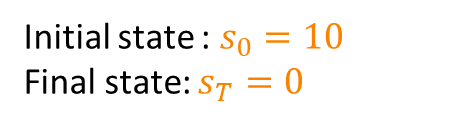 Initial state : s₀ = 10
Final state: s_T = 0